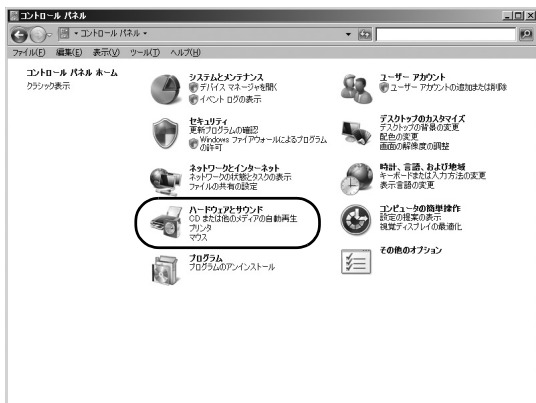 コントロール パネル
コントロール パネル
ファイル(F) 編集(E) 表示(V) ツール(T) ヘルプ(H)
コントロール パネル ホーム
クラシック表示
システムとメンテナンス
デバイス マネージャを開く
イベント ログの表示
セキュリティ
更新プログラムの確認
Windows ファイアウォールによるプログラム
の許可
ネットワークとインターネット
ネットワークの状態とタスクの表示
ファイルの共有の設定
ハードウェアとサウンド
CD または他のメディアの自動再生
プリンタ
マウス
プログラム
プログラムのアンインストール
ユーザー アカウント
ユーザー アカウントの追加または削除
デスクトップのカスタマイズ
デスクトップの背景の変更
配色の変更
画面の解像度の調整
時計、言語、および地域
キーボードまたは入力方法の変更
表示言語の変更
コンピュータの簡単操作
設定の提案の表示
視覚ディスプレイの最適化
その他のオプション